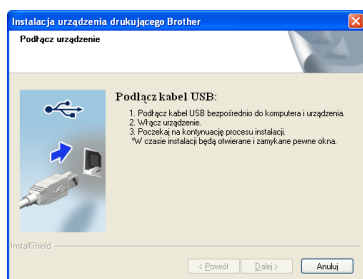 Instalacja urządzenia drukującego Brother
Podłącz urządzenie
Podłącz kabel USB:
1. Podłącz kabel USB bezpośrednio do komputera i urządzenia.
2. Włącz urządzenie.
3. Poczekaj na kontynuację procesu instalacji.
*W czasie instalacji będą otwierane i zamykane pewne okna.
InstallShield
< Powrót
Dalej >
Anuluj